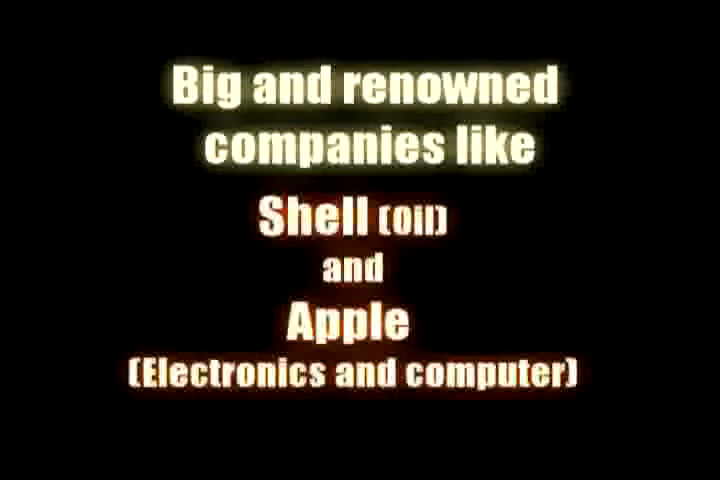 Big and renowned
companies like
Shell (Oil)
and
Apple
(Electronics and computer)